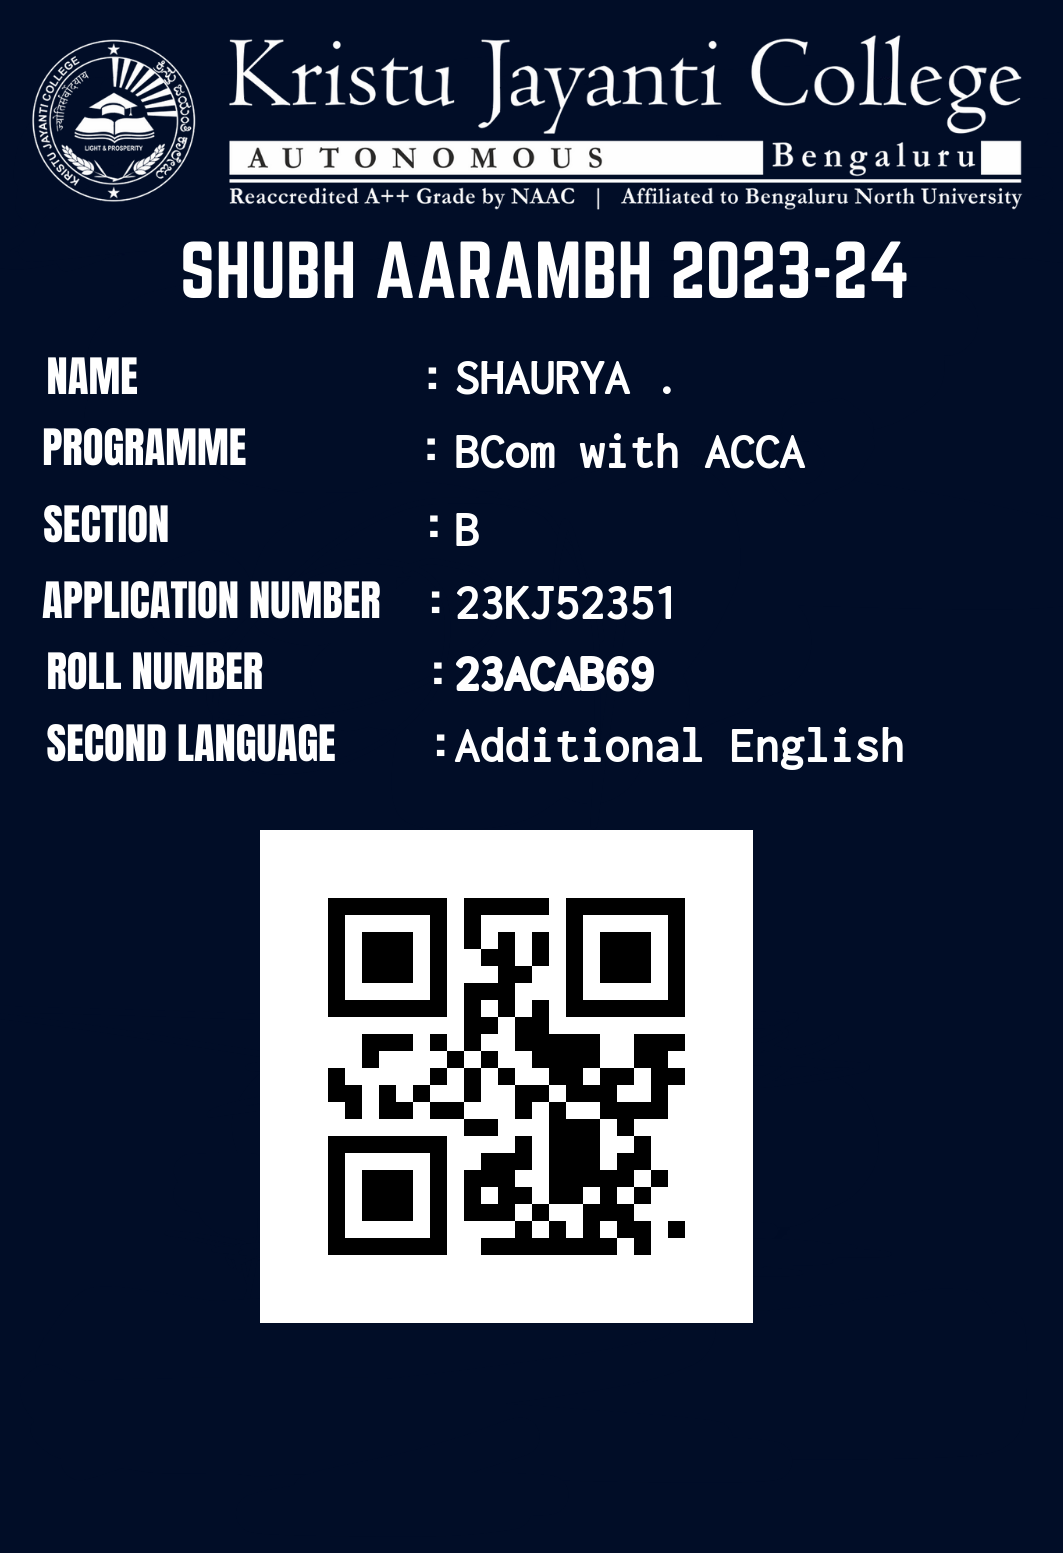 Kristu Jayanti College
AUTONOMOUS Bengaluru
Reaccredited A++ Grade by NAAC | Affiliated to Bengaluru North University
KRISTU JAYANTI COLLEGE
ಕ್ರಿಸ್ತು ಜಯಂತಿ ಕಾಲೇಜು
LIGHT & PROSPERITY
SHUBH AARAMBH 2023-24
NAME : SHAURYA .
PROGRAMME : BCom with ACCA
SECTION : B
APPLICATION NUMBER : 23KJ52351
ROLL NUMBER : 23ACAB69
SECOND LANGUAGE : Additional English